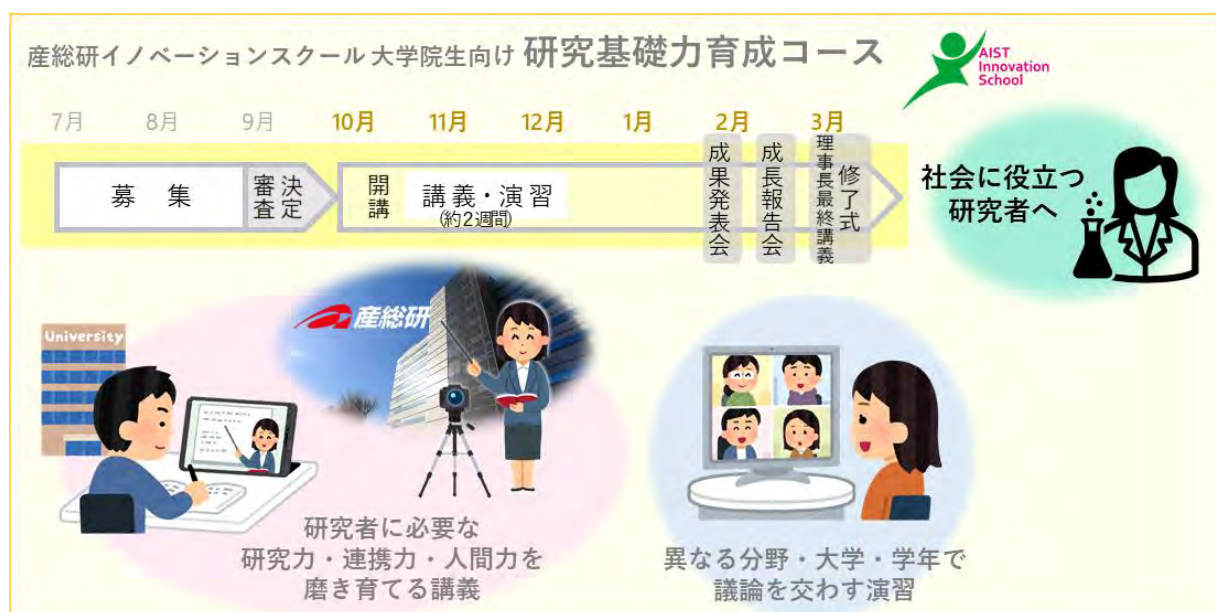 産総研イノベーションスクール 大学院生向け 研究基礎力育成コース
AIST
Innovation
School
7月 8月 9月 10月 11月 12月 1月 2月 3月
募集
審査
決定
開講
講義・演習
(約2週間)
成果発表会
成長報告会
理事長最終講義
修了式
社会に役立つ
研究者へ
University
産総研
研究者に必要な
研究力・連携力・人間力を
磨き育てる講義
異なる分野・大学・学年で
議論を交わす演習